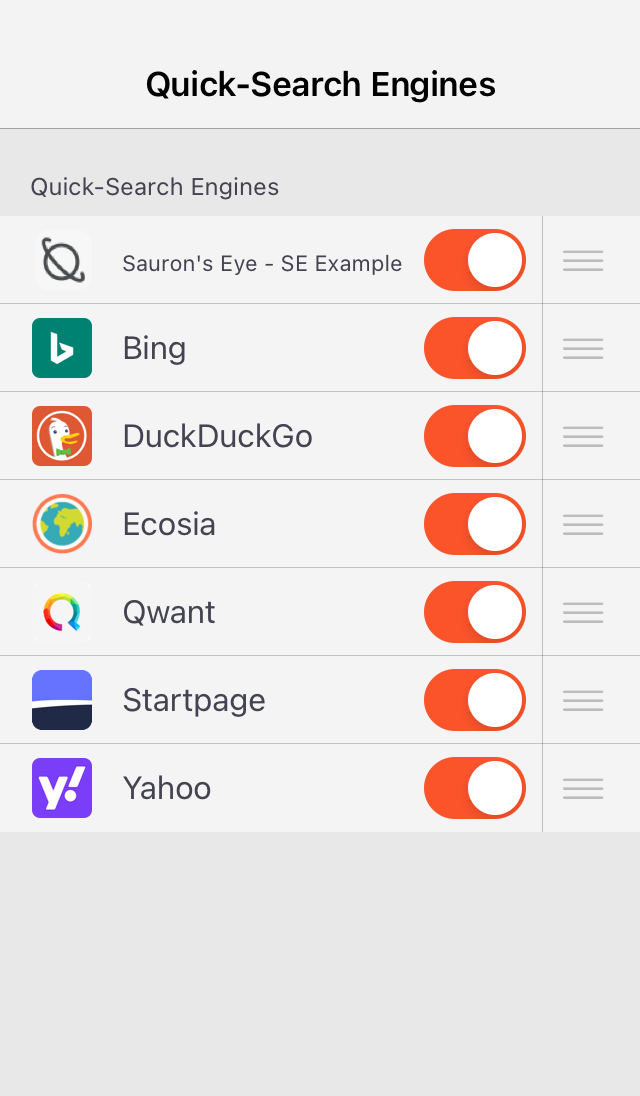 Quick-Search Engines
Quick-Search Engines
Sauron's Eye - SE Example
Bing
DuckDuckGo
Ecosia
Qwant
Startpage
Yahoo